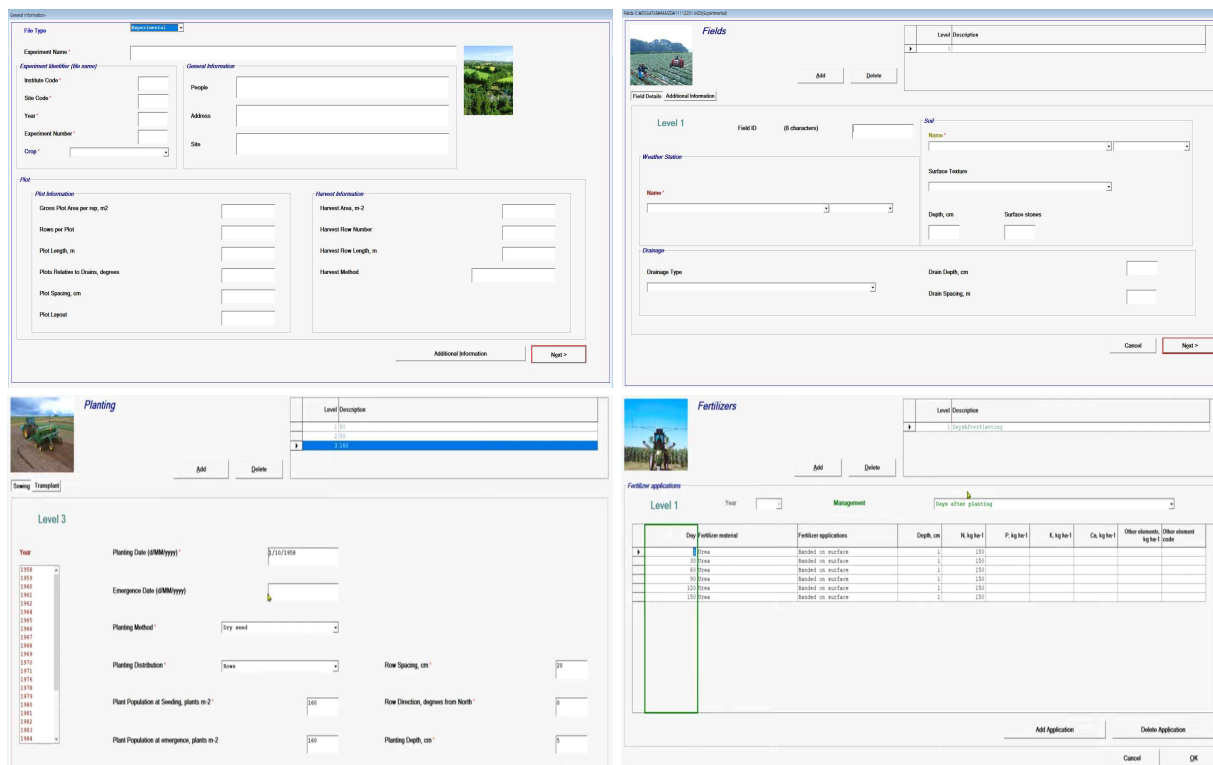 General information-
File Type
Experimental
Experiment Name *
Experiment Identifier (file name)
Institute Code *
Site Code *
Year *
Experiment Number *
Crop *
General Information
People
Address
Site
Plot
Plot Information
Gross Plot Area per rep, m2
Rows per Plot
Plot Length, m
Plots Relative to Drains, degrees
Plot Spacing, cm
Plot Layout
Harvest Information
Harvest Area, m-2
Harvest Row Number
Harvest Row Length, m
Harvest Method
Additional Information
Next >
Fields
Level Description
1
Add Delete
Field Details Additional Information
Level 1
Field ID (8 characters)
Weather Station
Name *
Soil
Name *
Surface Texture
Depth, cm Surface stones
Drainage
Drainage Type
Drain Depth, cm
Drain Spacing, m
Cancel Next >
Planting
Level Description
1 60
2
3 160
Add Delete
Sowing Transplant
Level 3
Year
1958
1959
1960
1961
1962
1964
1965
1966
1967
1968
1969
1970
1971
1976
1978
1979
1980
1981
1982
1983
1984
Planting Date (d/MM/yyyy) *
1/10/1958
Emergence Date (d/MM/yyyy)
Planting Method *
Dry seed
Planting Distribution *
Rows
Row Spacing, cm *
20
Plant Population at Seeding, plants m-2 *
160
Row Direction, degrees from North *
0
Plant Population at emergence, plants m-2
160
Planting Depth, cm *
5
Fertilizers
Level Description
1 DaysAfterPlanting
Add Delete
Fertilizer applications
Level 1
Year
Management
Days after planting
Day Fertilizer material Fertilizer applications Depth, cm N, kg ha-1 P, kg ha-1 K, kg ha-1 Ca, kg ha-1 Other elements, kg ha-1 Other element code
1 Urea Banded on surface 1 150
30 Urea Banded on surface 1 150
60 Urea Banded on surface 1 150
90 Urea Banded on surface 1 150
120 Urea Banded on surface 1 150
150 Urea Banded on surface 1 150
Add Application Delete Application
Cancel OK